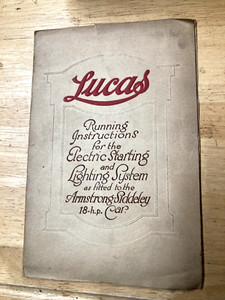 Lucas
Running
Instructions
for the
Electric Starting
and
Lighting System
as fitted to the
Armstrong-Siddeley
18-h.p. Car